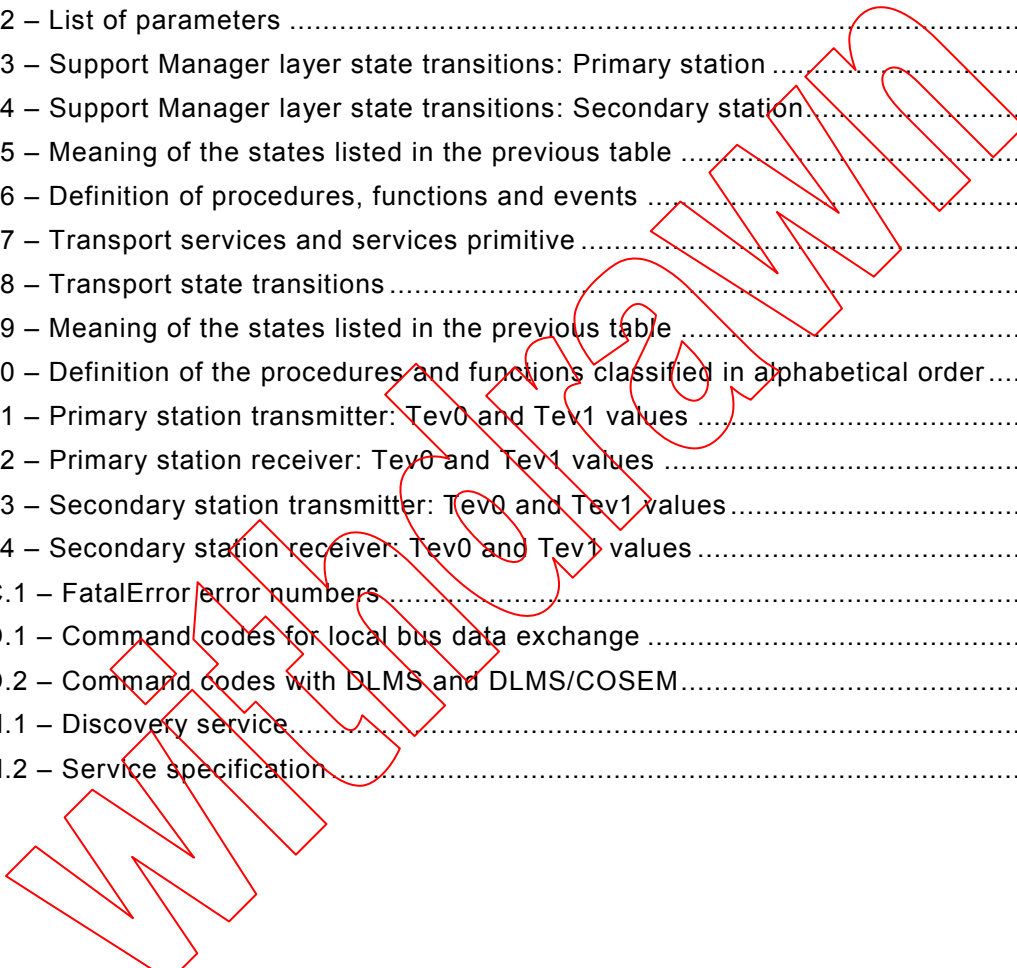 2 – List of parameters ...........................................................................................
3 – Support Manager layer state transitions: Primary station ..............................
4 – Support Manager layer state transitions: Secondary station..........................
5 – Meaning of the states listed in the previous table .........................................
6 – Definition of procedures, functions and events .............................................
7 – Transport services and services primitive .....................................................
8 – Transport state transitions .............................................................................
9 – Meaning of the states listed in the previous table .........................................
0 – Definition of the procedures and functions classified in alphabetical order ....
1 – Primary station transmitter: Tev0 and Tev1 values .......................................
2 – Primary station receiver: Tev0 and Tev1 values ...........................................
3 – Secondary station transmitter: Tev0 and Tev1 values...................................
4 – Secondary station receiver: Tev0 and Tev1 values .......................................
.1 – FatalError error numbers..............................................................................
.1 – Command codes for local bus data exchange .............................................
.2 – Command codes with DLMS and DLMS/COSEM.........................................
.1 – Discovery service.........................................................................................
.2 – Service specification ....................................................................................
withdrawn